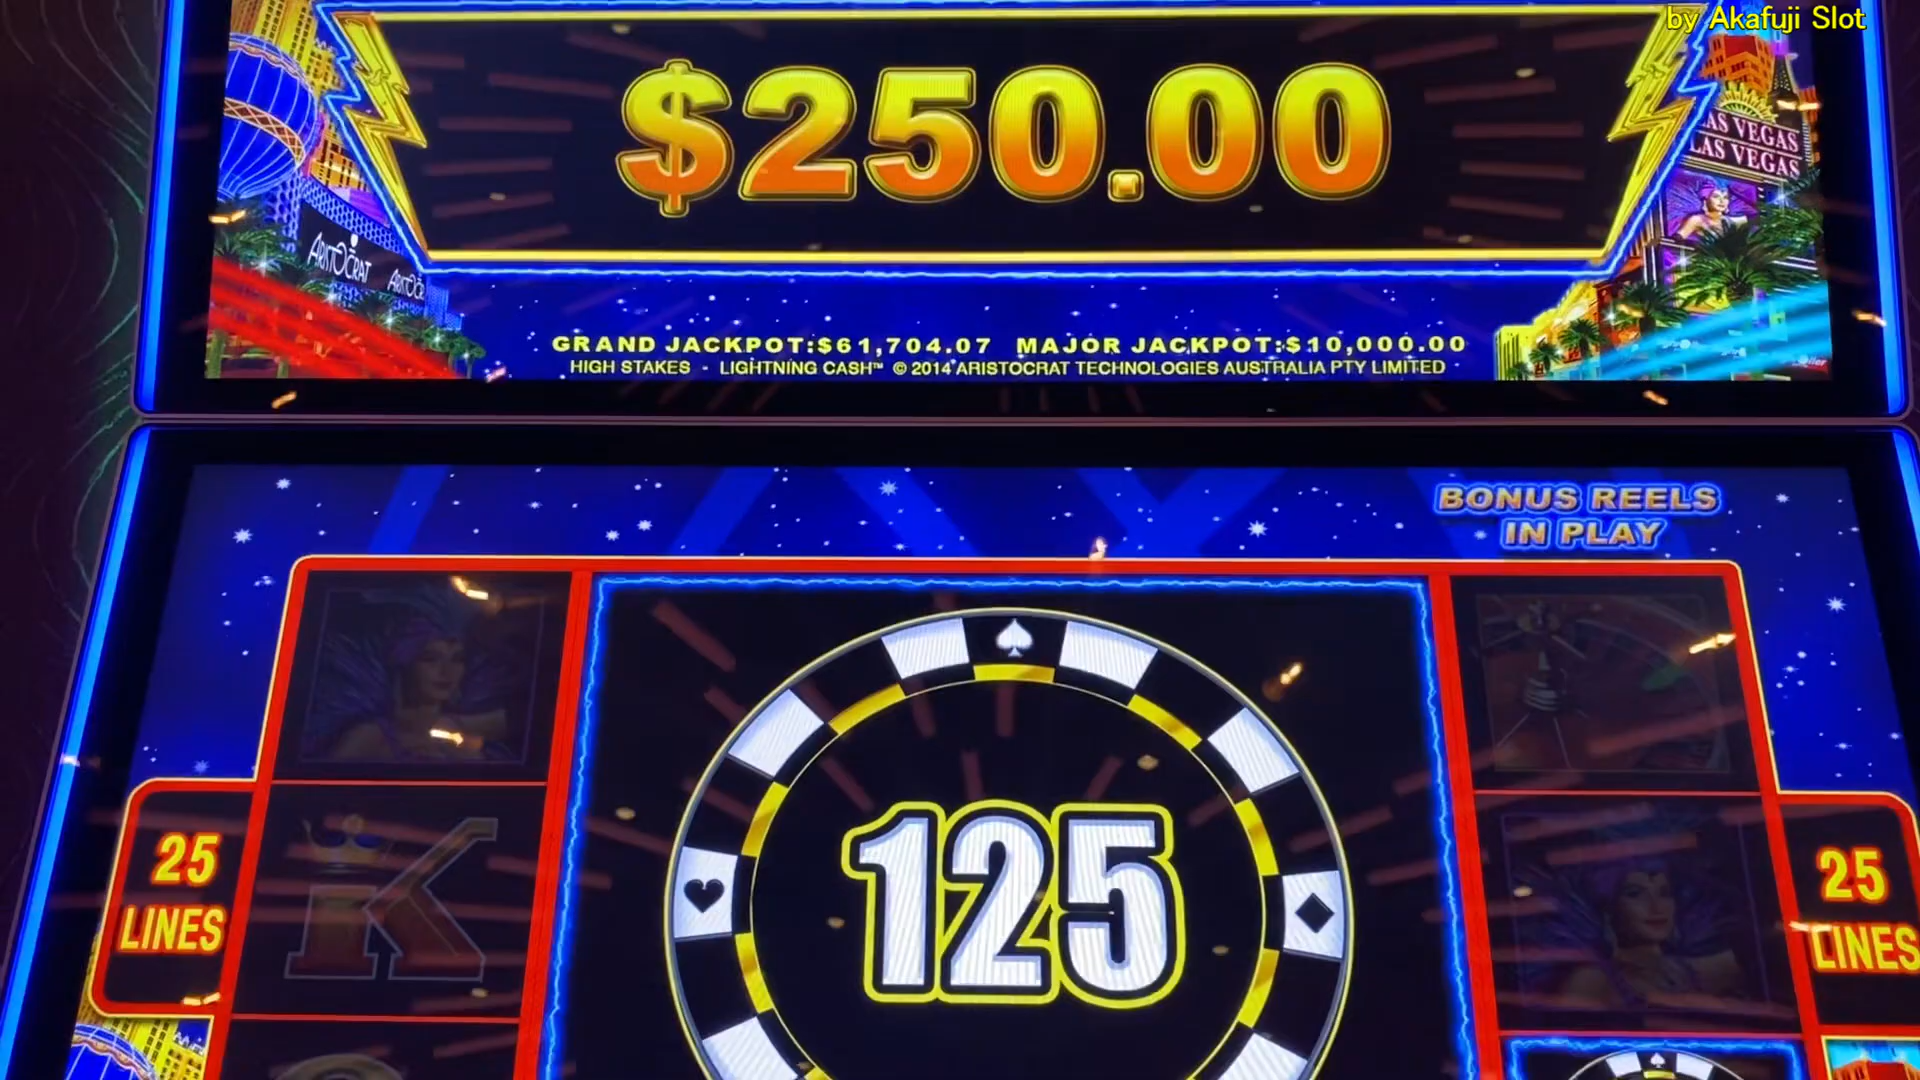 by Akafuji Slot
$250.00
LAS VEGAS
LAS VEGAS
ARISTOCRAT
GRAND JACKPOT:$61,704.07 MAJOR JACKPOT:$10,000.00
HIGH STAKES - LIGHTNING CASH™ © 2014 ARISTOCRAT TECHNOLOGIES AUSTRALIA PTY LIMITED
BONUS REELS
IN PLAY
K
125
25
LINES
25
LINES